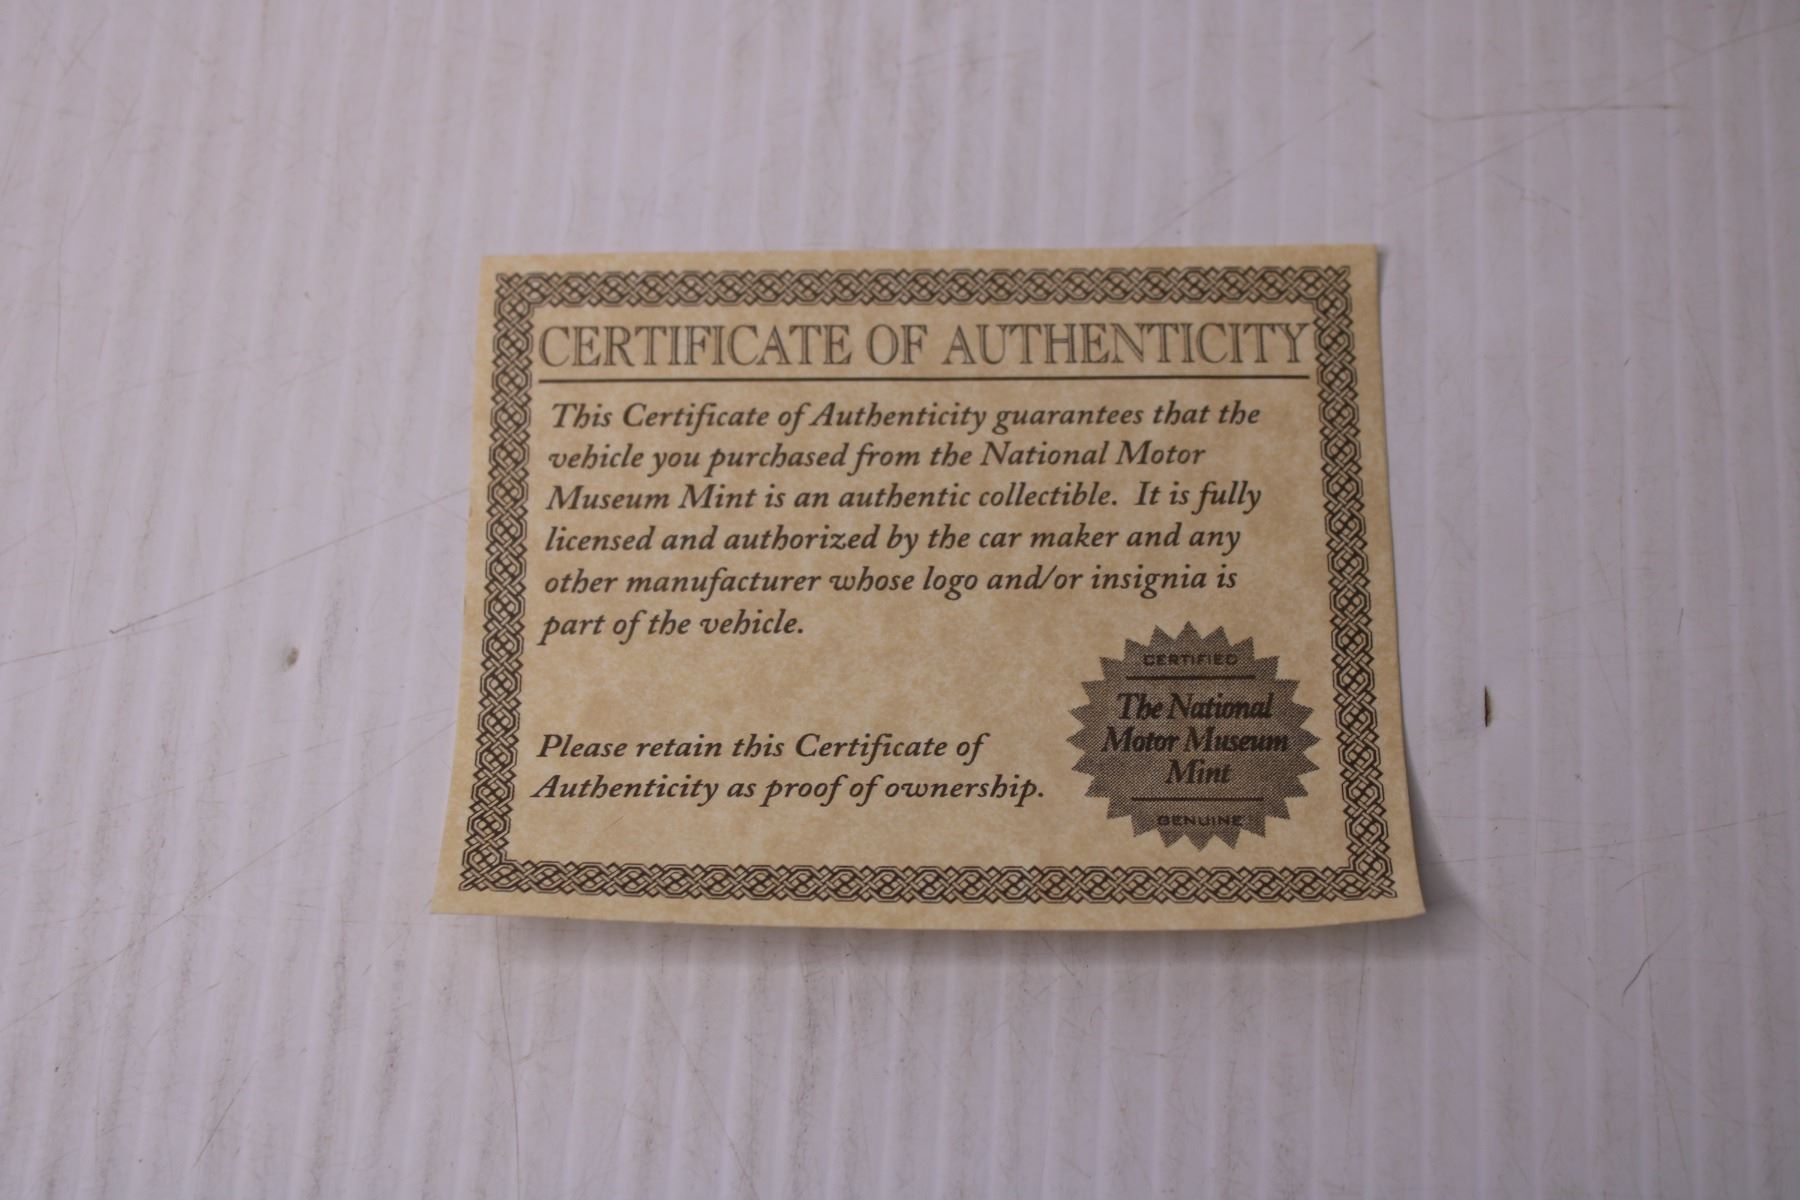 CERTIFICATE OF AUTHENTICITY
This Certificate of Authenticity guarantees that the
vehicle you purchased from the National Motor
Museum Mint is an authentic collectible. It is fully
licensed and authorized by the car maker and any
other manufacturer whose logo and/or insignia is
part of the vehicle.
Please retain this Certificate of
Authenticity as proof of ownership.
CERTIFIED
The National
Motor Museum
Mint
GENUINE